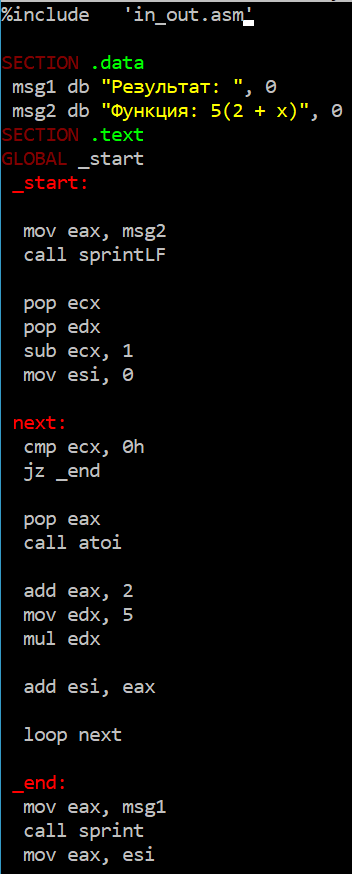 %include   'in_out.asm'
SECTION .data
msg1 db "Результат: ", 0
msg2 db "Функция: 5(2 + x)", 0
SECTION .text
GLOBAL _start
_start:
mov eax, msg2
call sprintLF
pop ecx
pop edx
sub ecx, 1
mov esi, 0
next:
cmp ecx, 0h
jz _end
pop eax
call atoi
add eax, 2
mov edx, 5
mul edx
add esi, eax
loop next
_end:
mov eax, msg1
call sprint
mov eax, esi